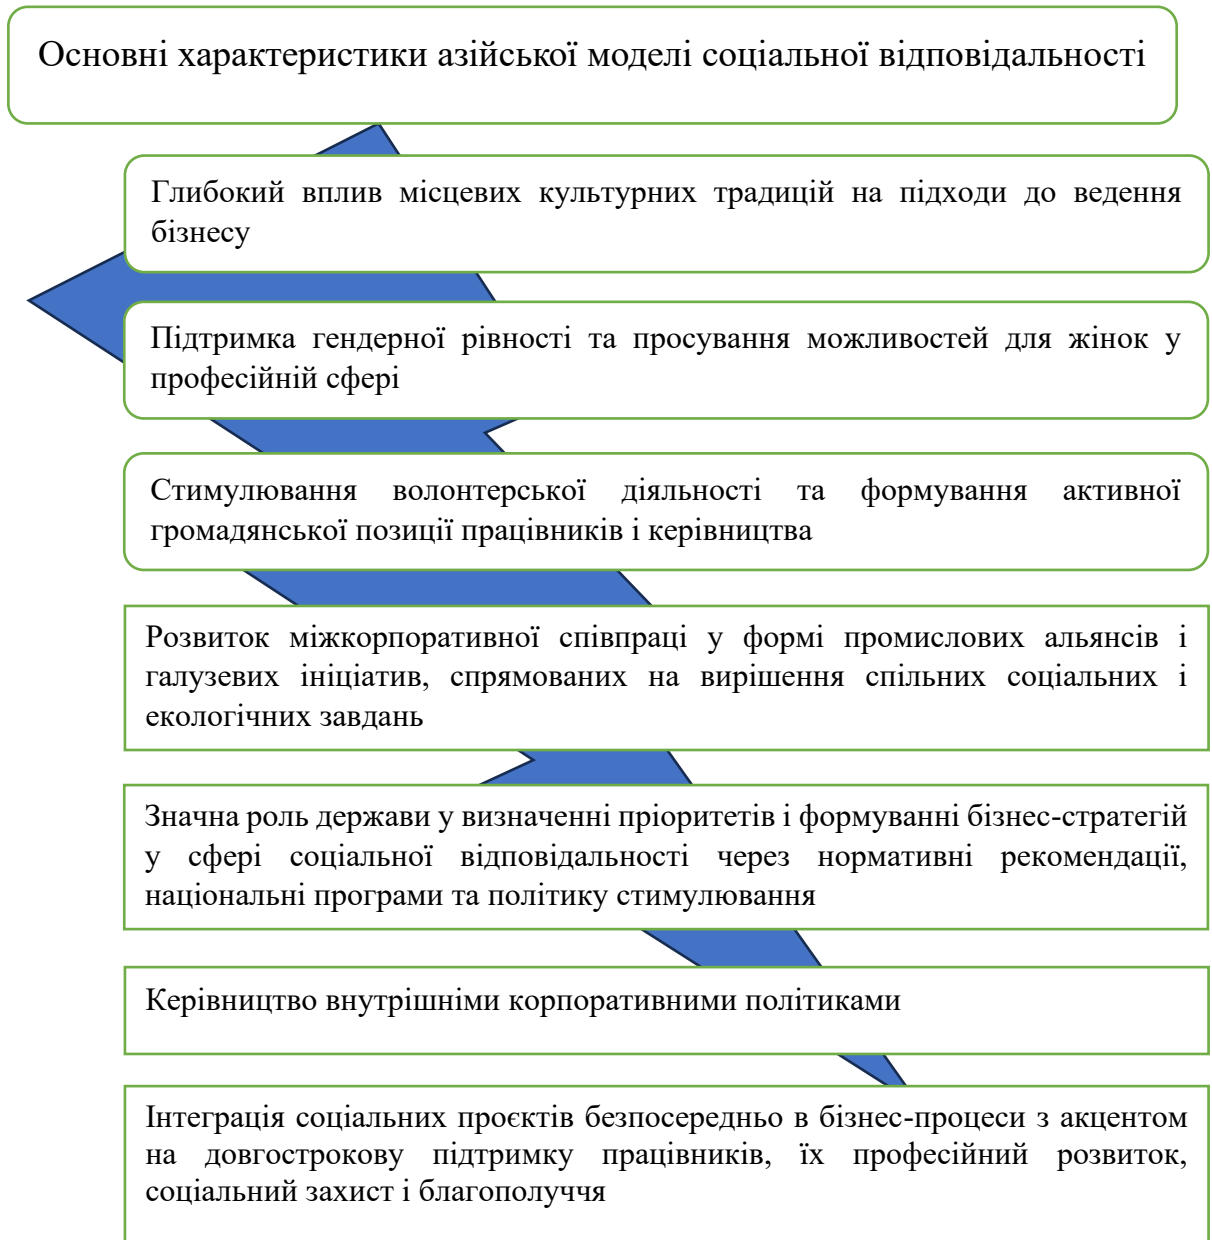 Основні характеристики азійської моделі соціальної відповідальності
Глибокий вплив місцевих культурних традицій на підходи до ведення
бізнесу
Підтримка гендерної рівності та просування можливостей для жінок у
професійній сфері
Стимулювання волонтерської діяльності та формування активної
громадянської позиції працівників і керівництва
Розвиток міжкорпоративної співпраці у формі промислових альянсів і
галузевих ініціатив, спрямованих на вирішення спільних соціальних і
екологічних завдань
Значна роль держави у визначенні пріоритетів і формуванні бізнес-стратегій
у сфері соціальної відповідальності через нормативні рекомендації,
національні програми та політику стимулювання
Керівництво внутрішніми корпоративними політиками
Інтеграція соціальних проєктів безпосередньо в бізнес-процеси з акцентом
на довгострокову підтримку працівників, їх професійний розвиток,
соціальний захист і благополуччя